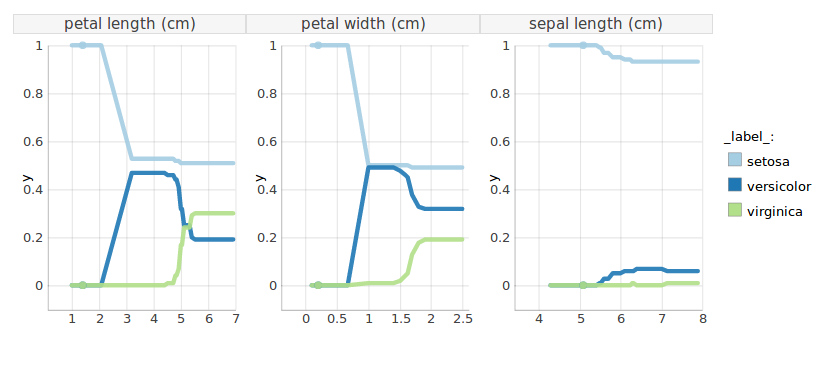 petal length (cm) petal width (cm) sepal length (cm)
1 1 1
0.8 0.8 0.8
0.6 0.6 0.6
0.4 0.4 0.4
0.2 0.2 0.2
0 0 0
y y y
1 2 3 4 5 6 7 0 0.5 1 1.5 2 2.5 4 5 6 7 8
_label_:
setosa
versicolor
virginica